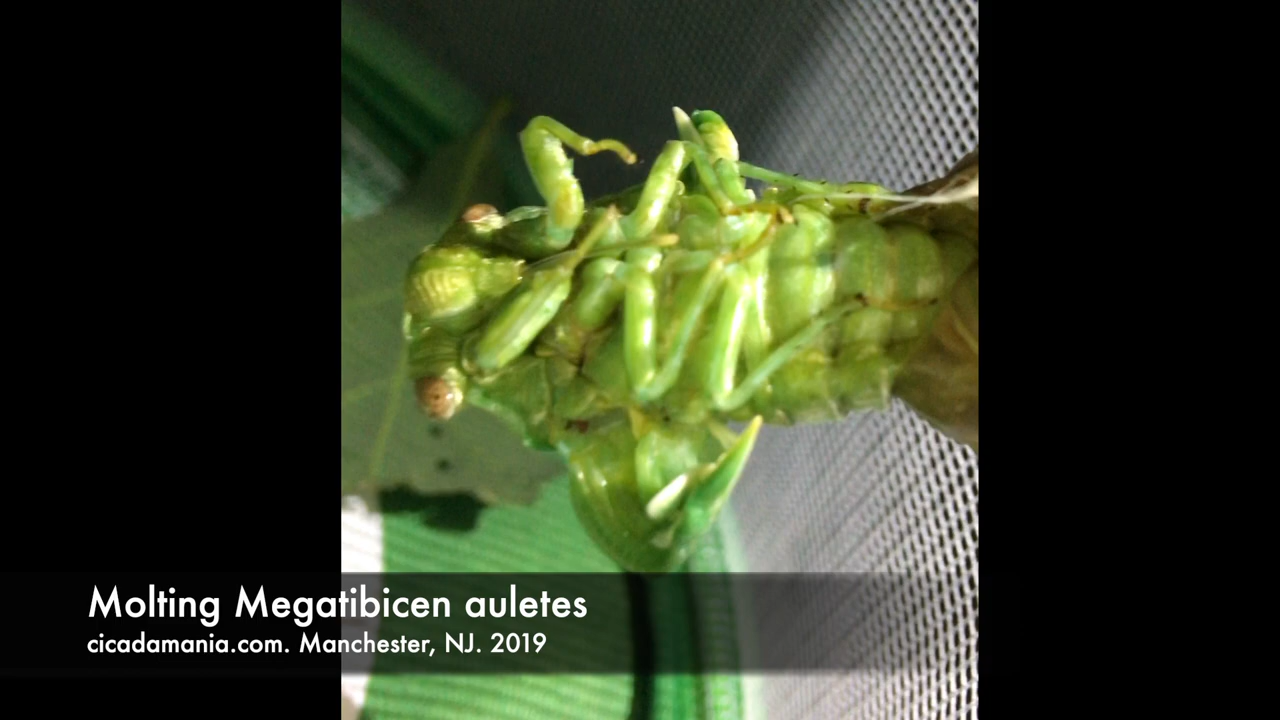 Molting Megatibicen auletes
cicadamania.com. Manchester, NJ. 2019